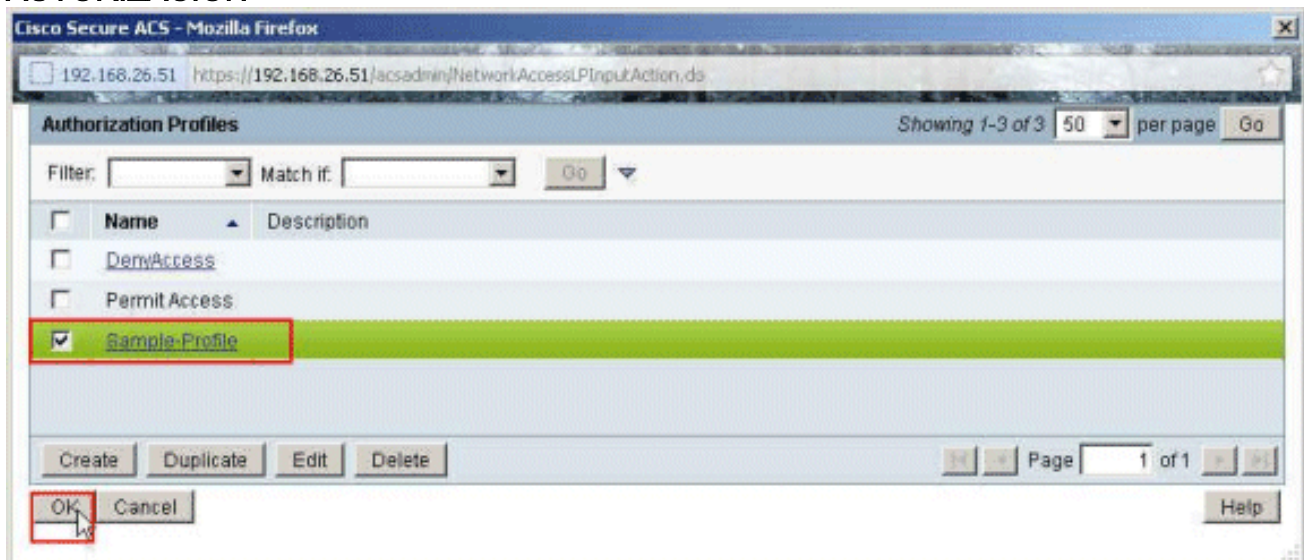 Cisco Secure ACS - Mozilla Firefox
192.168.26.51 https://192.168.26.51/acsadmin/NetworkAccessLPInputAction.do
Authorization Profiles Showing 1-3 of 3 50 per page Go
Filter: Match if: Go
Name Description
DenyAccess
Permit Access
Sample-Profile
Create Duplicate Edit Delete Page 1 of 1
OK Cancel Help